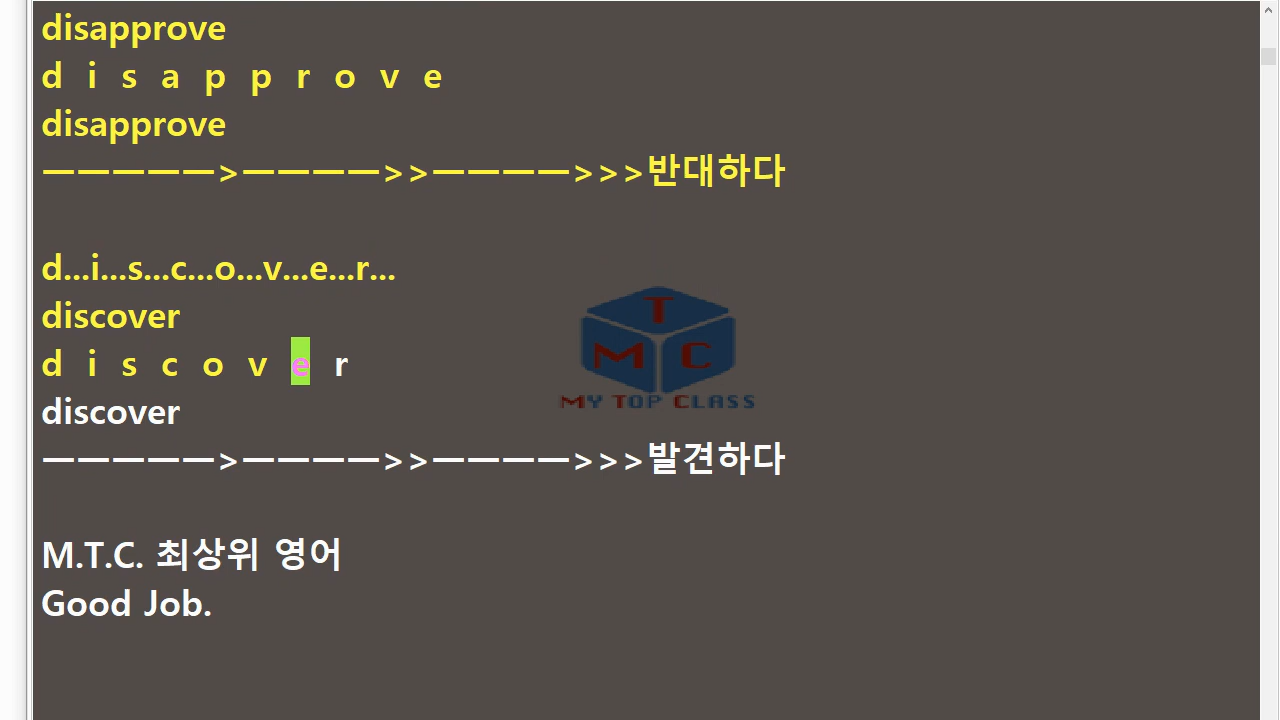 disapprove
d i s a p p r o v e
disapprove
—————>————>>————>>>반대하다
d...i...s...c...o...v...e...r...
discover
d i s c o v e r
discover
—————>————>>————>>>발견하다
T
M C
MY TOP CLASS
M.T.C. 최상위 영어
Good Job.